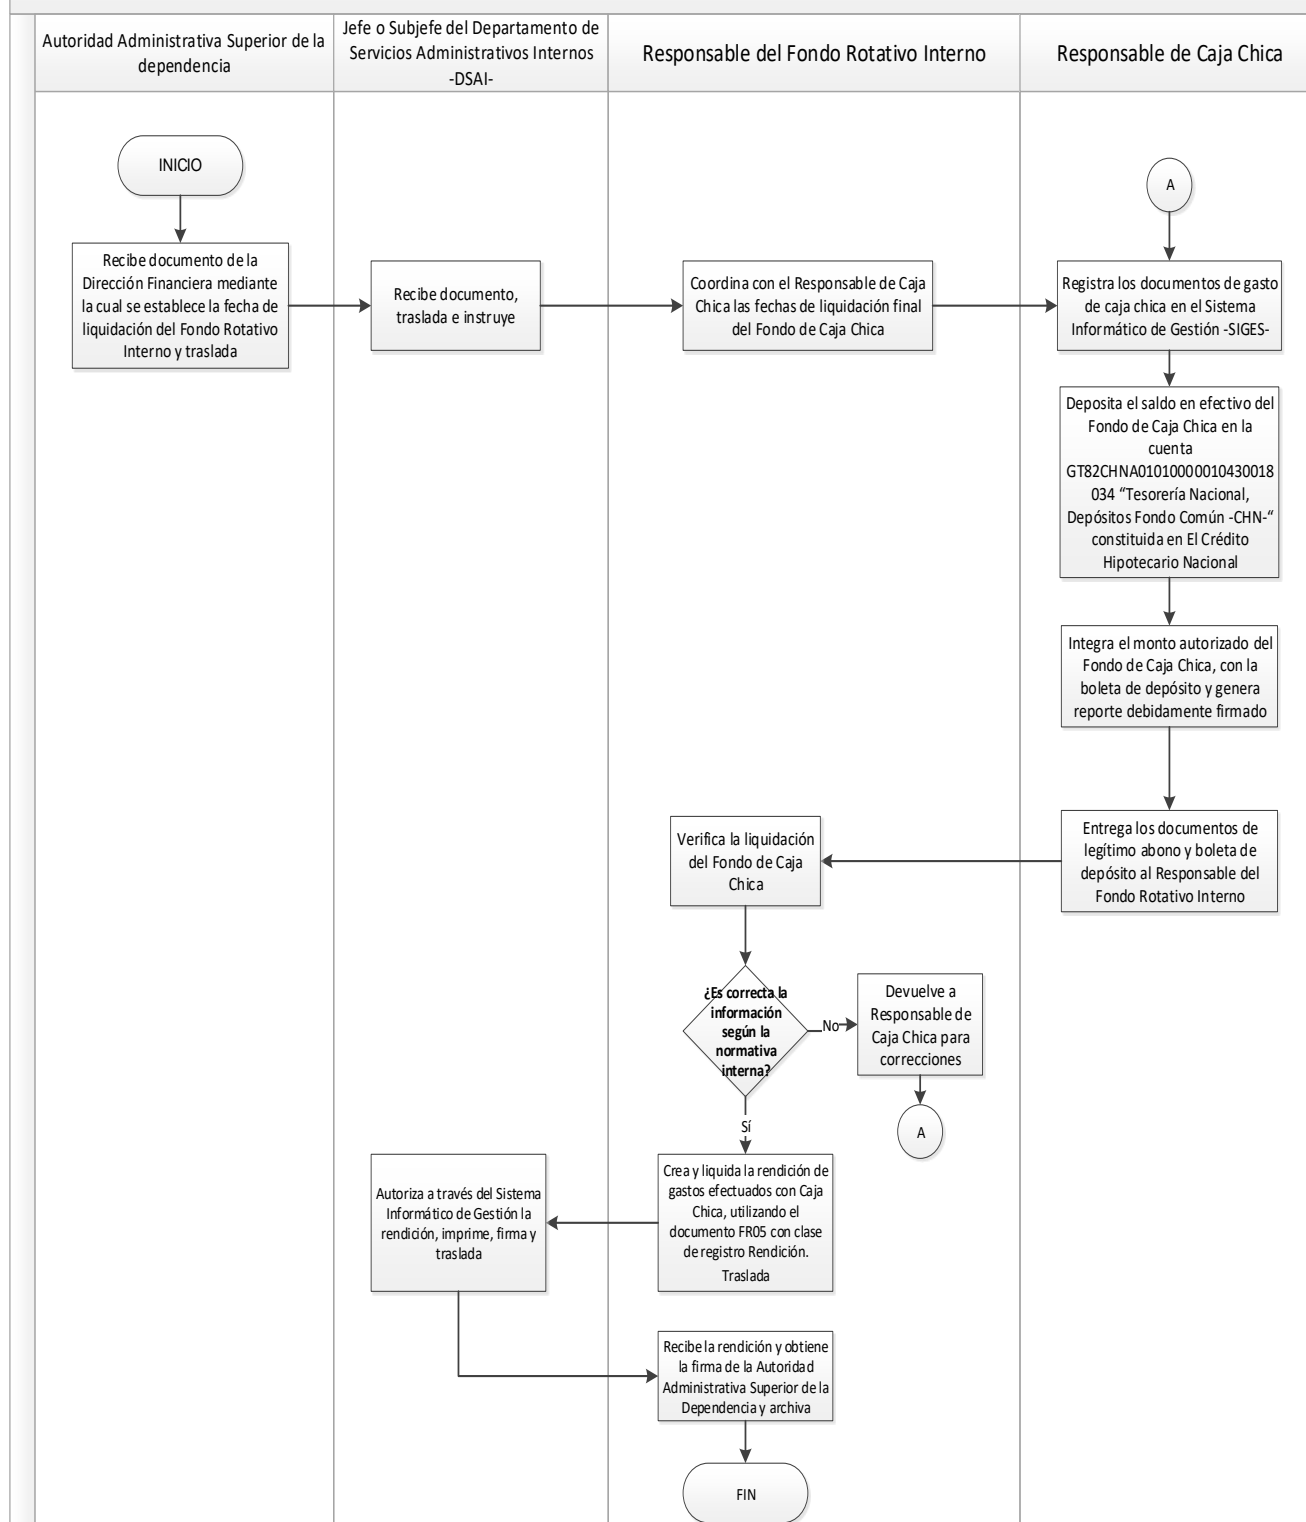 Autoridad Administrativa Superior de la
dependencia
Jefe o Subjefe del Departamento de
Servicios Administrativos Internos
-DSAI-
Responsable del Fondo Rotativo Interno
Responsable de Caja Chica
INICIO
A
Recibe documento de la
Dirección Financiera mediante
la cual se establece la fecha de
liquidación del Fondo Rotativo
Interno y traslada
Recibe documento,
traslada e instruye
Coordina con el Responsable de Caja
Chica las fechas de liquidación final
del Fondo de Caja Chica
Registra los documentos de gasto
de caja chica en el Sistema
Informático de Gestión -SIGES-
Deposita el saldo en efectivo del
Fondo de Caja Chica en la
cuenta
GT82CHNA01010000010430018
034 “Tesorería Nacional,
Depósitos Fondo Común -CHN-“
constituida en El Crédito
Hipotecario Nacional
Integra el monto autorizado del
Fondo de Caja Chica, con la
boleta de depósito y genera
reporte debidamente firmado
Entrega los documentos de
legítimo abono y boleta de
depósito al Responsable del
Fondo Rotativo Interno
Verifica la liquidación
del Fondo de Caja
Chica
¿Es correcta la
información
según la
normativa
interna?
No
Devuelve a
Responsable de
Caja Chica para
correcciones
A
Sí
Crea y liquida la rendición de
gastos efectuados con Caja
Chica, utilizando el
documento FR05 con clase
de registro Rendición.
Traslada
Autoriza a través del Sistema
Informático de Gestión la
rendición, imprime, firma y
traslada
Recibe la rendición y obtiene
la firma de la Autoridad
Administrativa Superior de la
Dependencia y archiva
FIN